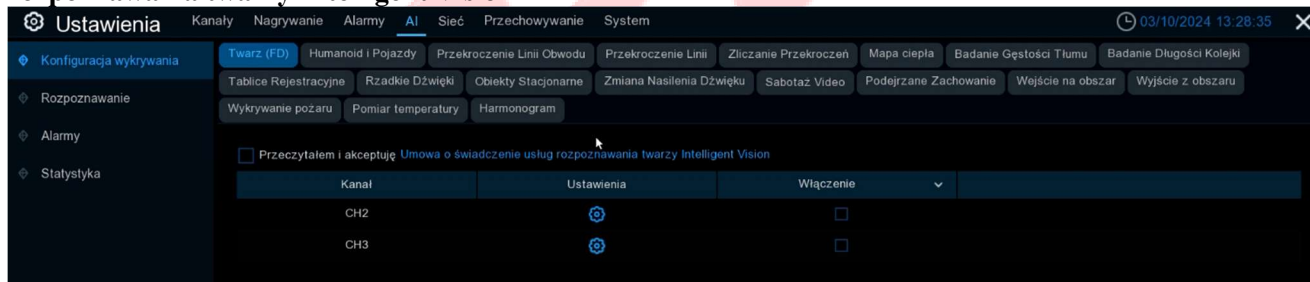 Ustawienia Kanały Nagrywanie Alarmy AI Sieć Przechowywanie System 03/10/2024 13:28:35
Konfiguracja wykrywania
Rozpoznawanie
Alarmy
Statystyka
Twarz (FD) Humanoid i Pojazdy Przekroczenie Linii Obwodu Przekroczenie Linii Zliczanie Przekroczeń Mapa ciepła Badanie Gęstości Tłumu Badanie Długości Kolejki
Tablice Rejestracyjne Rzadkie Dźwięki Obiekty Stacjonarne Zmiana Nasilenia Dźwięku Sabotaż Video Podejrzane Zachowanie Wejście na obszar Wyjście z obszaru
Wykrywanie pożaru Pomiar temperatury Harmonogram
Przeczytałem i akceptuję Umowa o świadczenie usług rozpoznawania twarzy Intelligent Vision
Kanał Ustawienia Włączenie
CH2
CH3